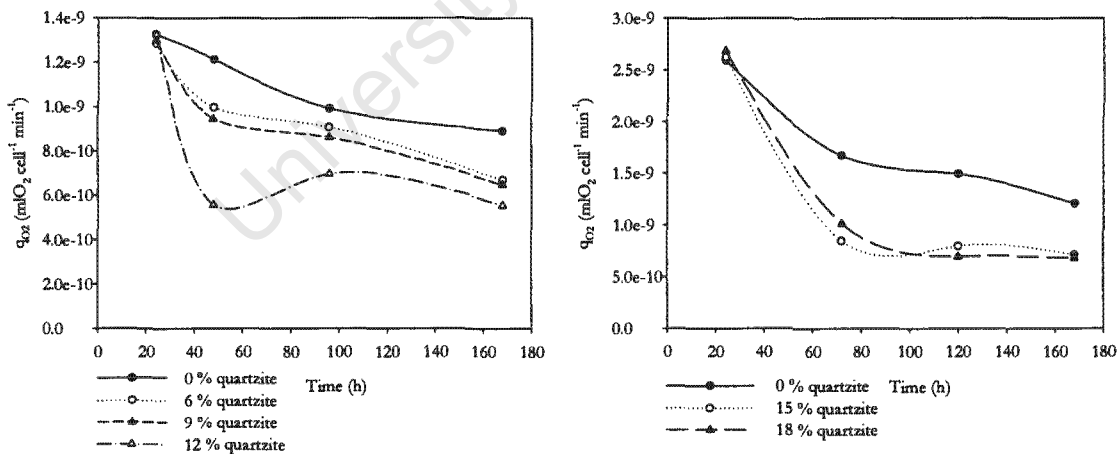 University
1.4e-9
1.2e-9
1.0e-9
8.0e-10
6.0e-10
4.0e-10
2.0e-10
0.0
qO2 (mlO2 cell-1 min-1)
0 20 40 60 80 100 120 140 160 180
Time (h)
0 % quartzite
6 % quartzite
9 % quartzite
12 % quartzite
3.0e-9
2.5e-9
2.0e-9
1.5e-9
1.0e-9
5.0e-10
0.0
qO2 (mlO2 cell-1 min-1)
0 20 40 60 80 100 120 140 160 180
Time (h)
0 % quartzite
15 % quartzite
18 % quartzite